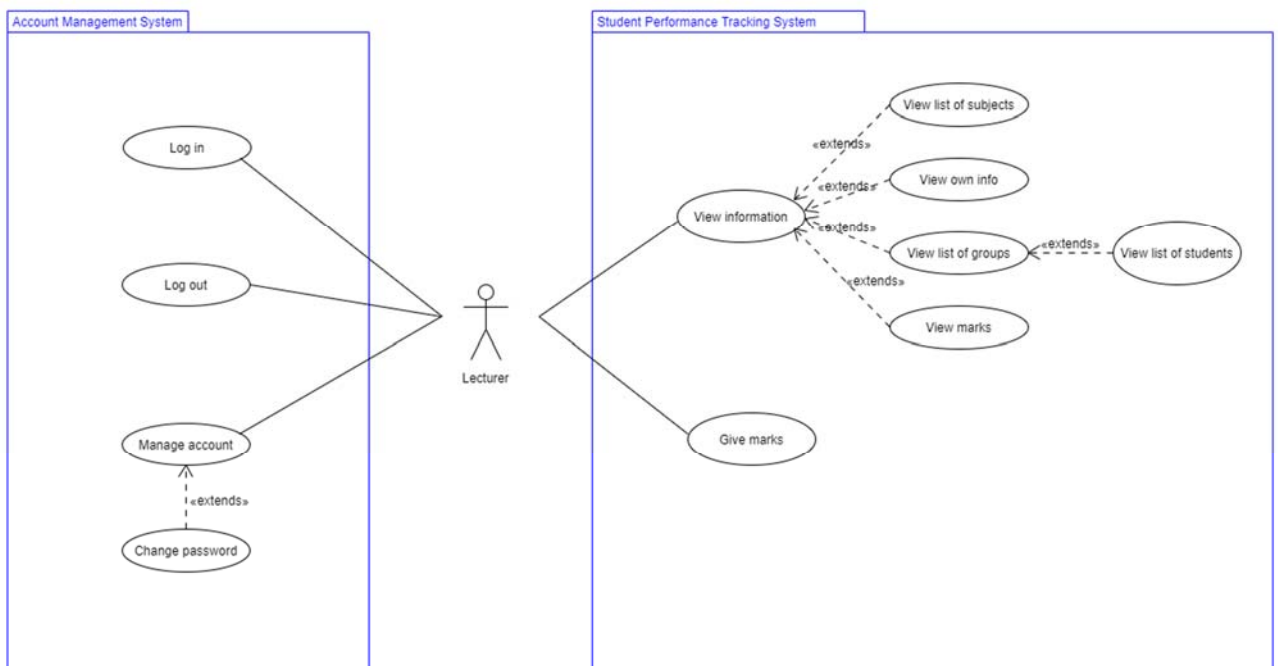 Account Management System
Student Performance Tracking System
View list of subjects
«extends»
Log in
View own info
«extends»
View information
«extends»
View list of groups
«extends»
View list of students
Log out
«extends»
View marks
Lecturer
Manage account
Give marks
«extends»
Change password